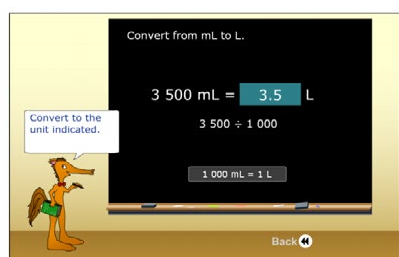 Convert from mL to L.
3 500 mL = 3.5 L
3 500 ÷ 1 000
Convert to the
unit indicated.
1 000 mL = 1 L
Back